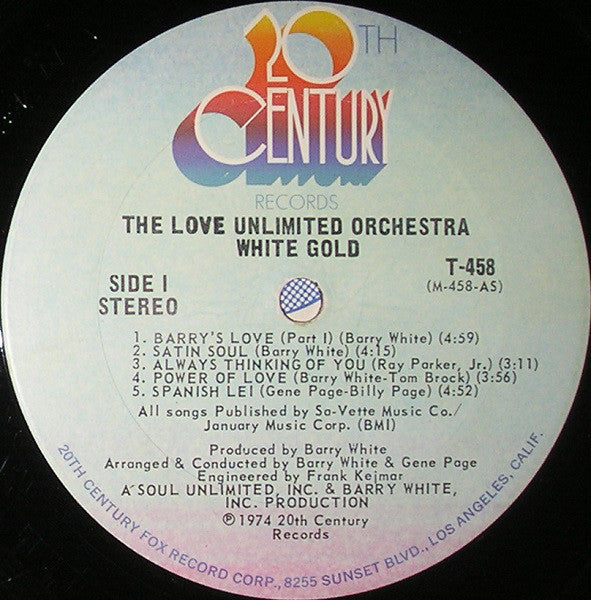 20TH
CENTURY
RECORDS
THE LOVE UNLIMITED ORCHESTRA
WHITE GOLD
SIDE I
STEREO
T-458
(M-458-AS)
1. BARRY'S LOVE (Part I) (Barry White) (4:59)
2. SATIN SOUL (Barry White) (4:15)
3. ALWAYS THINKING OF YOU (Ray Parker, Jr.) (3:11)
4. POWER OF LOVE (Barry White-Tom Brock) (3:56)
5. SPANISH LEI (Gene Page-Billy Page) (4:52)
All songs Published by Sa-Vette Music Co./
January Music Corp. (BMI)
Produced by Barry White
Arranged & Conducted by Barry White & Gene Page
Engineered by Frank Kejmar
A SOUL UNLIMITED, INC. & BARRY WHITE,
INC. PRODUCTION
℗ 1974 20th Century
Records
20TH CENTURY FOX RECORD CORP., 8255 SUNSET BLVD., LOS ANGELES, CALIF.